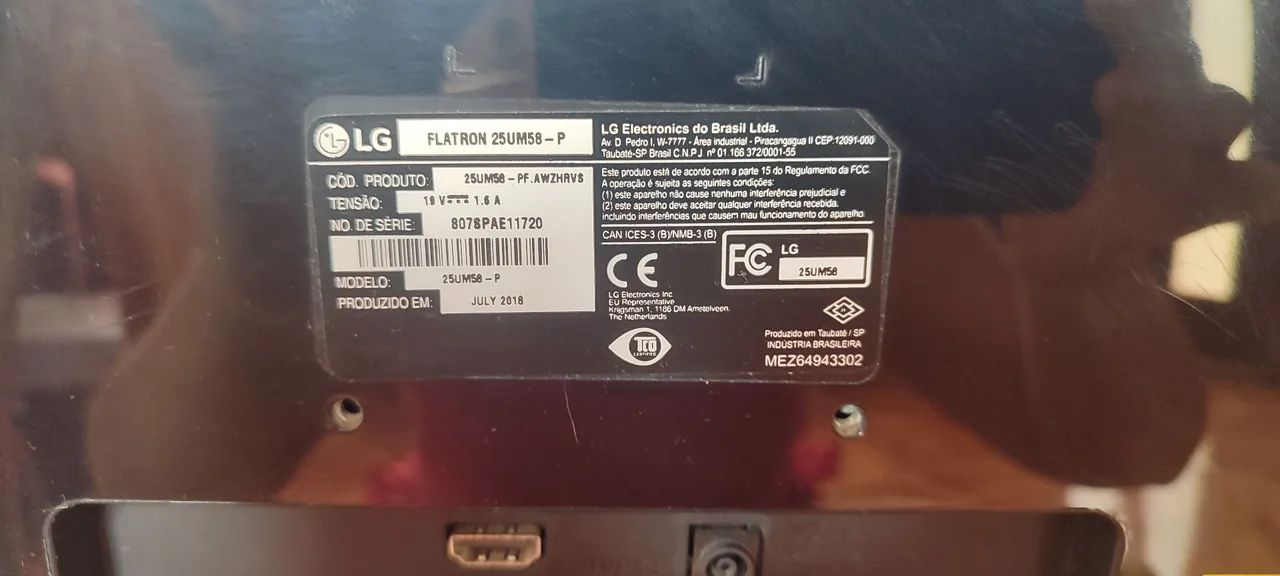 LG FLATRON 25UM58-P
CÓD. PRODUTO: 25UM58-PF.AWZHRVS
TENSÃO: 19 V 1.6 A
NO. DE SÉRIE: 807SPAE11720
MODELO: 25UM58-P
PRODUZIDO EM: JULY 2018
LG Electronics do Brasil Ltda.
Av. D. Pedro I, W-7777 - Área industrial - Piracangagua II CEP:12091-000
Taubaté-SP Brasil C.N.P.J nº 01.166.372/0001-55
Este produto está de acordo com a parte 15 do Regulamento da FCC.
A operação é sujeita as seguintes condições:
(1) este aparelho não cause nenhuma interferência prejudicial e
(2) este aparelho deve aceitar qualquer interferência recebida.
incluindo interferências que causem mau funcionamento do aparelho.
CAN ICES-3 (B)/NMB-3 (B)
CE
FC LG
25UM58
LG Electronics Inc.
EU Representative
Krijgsman 1, 1186 DM Amstelveen,
The Netherlands
TCO
CERTIFIED
Produzido em Taubaté / SP
INDÚSTRIA BRASILEIRA
MEZ64943302